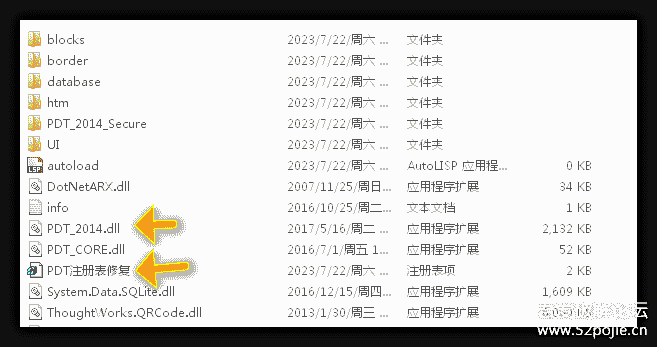 blocks 2023/7/22/周六 ... 文件夹
border 2023/7/22/周六 ... 文件夹
database 2023/7/22/周六 ... 文件夹
htm 2023/7/22/周六 ... 文件夹
PDT_2014_Secure 2023/7/22/周六 ... 文件夹
UI 2023/7/22/周六 ... 文件夹
LSP autoload 2023/7/22/周六 ... AutoLISP 应用程... 0 KB
DotNetARX.dll 2007/11/25/周日... 应用程序扩展 34 KB
info 2016/10/25/周二... 文本文档 1 KB
PDT_2014.dll 2017/5/16/周二 ... 应用程序扩展 2,132 KB
PDT_CORE.dll 2016/7/1/周五 1... 应用程序扩展 52 KB
PDT注册表修复 2023/7/22/周六 ... 注册表项 2 KB
System.Data.SQLite.dll 2016/12/15/周四... 应用程序扩展 1,609 KB
ThoughtWorks.QRCode.dll 2013/1/30/周三 ... 应用程序扩展 KB
www.52pojie.cn